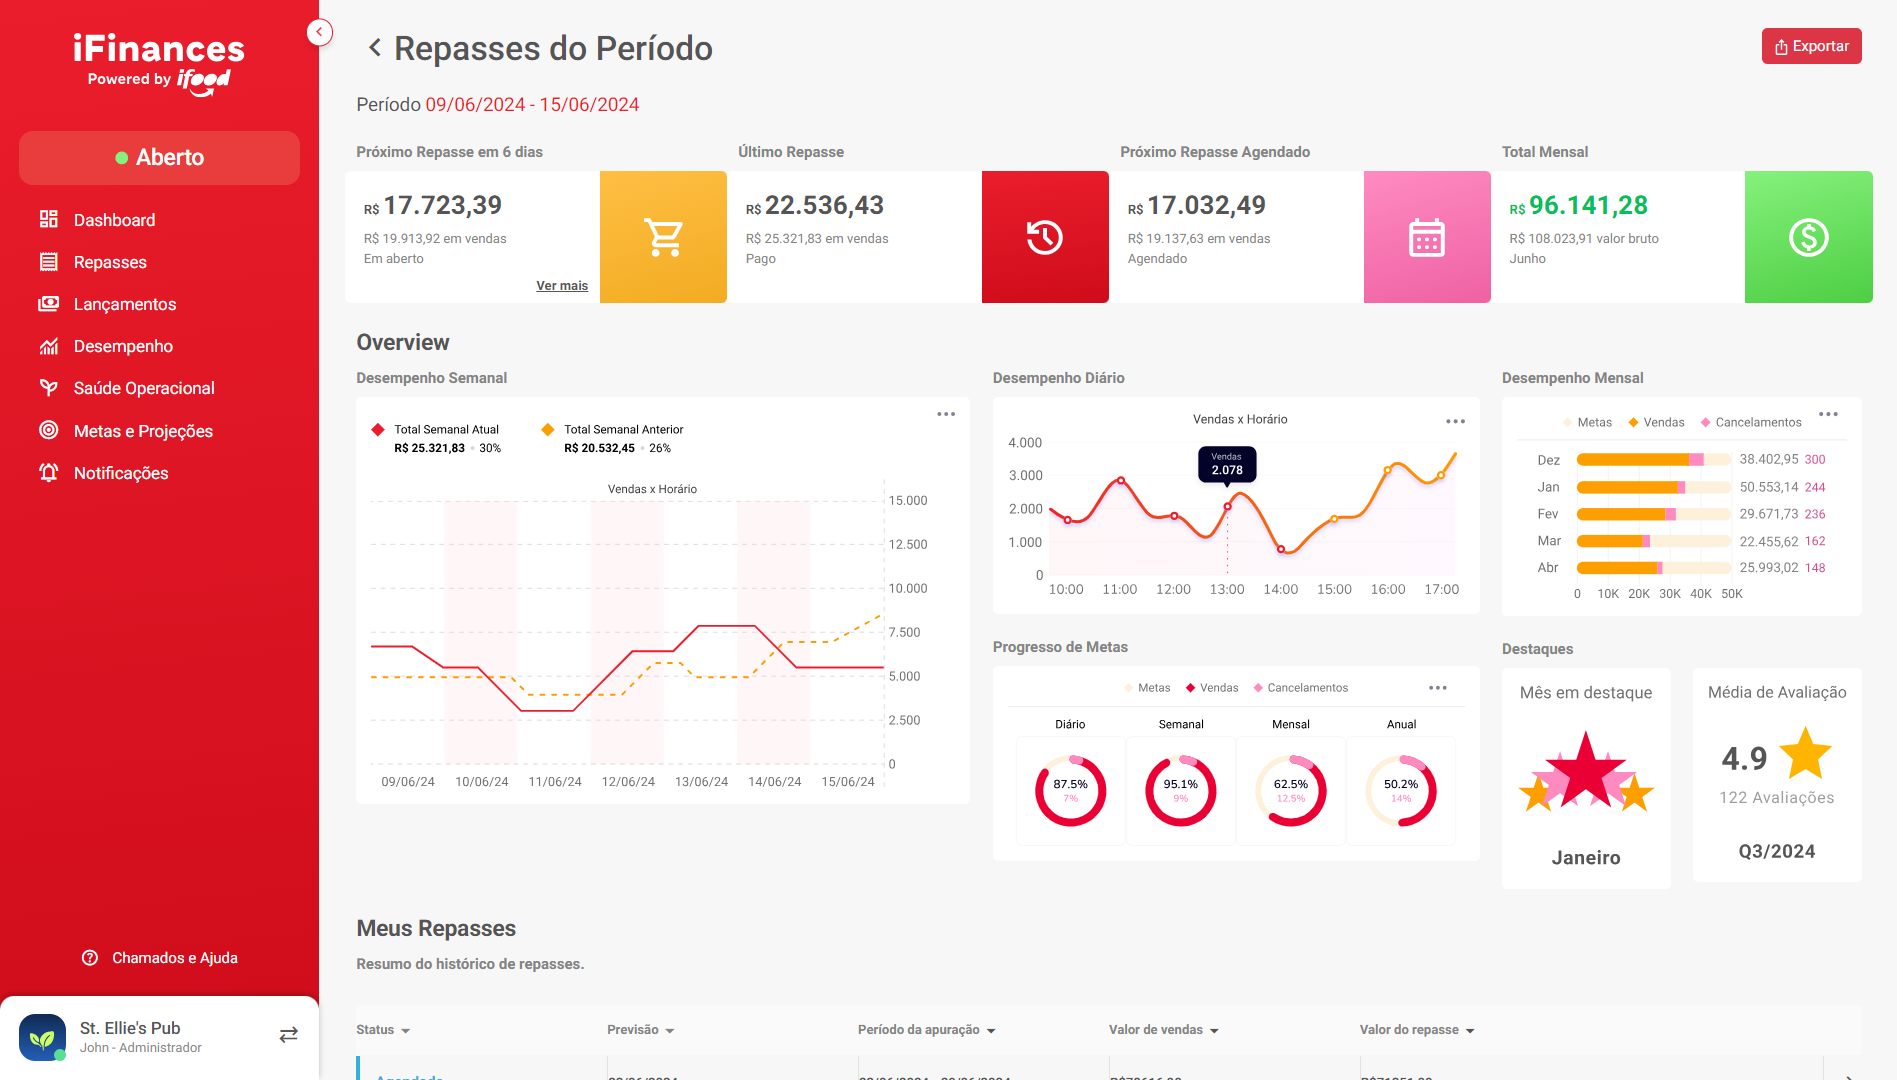 iFinances
Powered by ifood
Aberto
Dashboard
Repasses
Lançamentos
Desempenho
Saúde Operacional
Metas e Projeções
Notificações
Chamados e Ajuda
St. Ellie's Pub
John - Administrador
Repasses do Período
Exportar
Período 09/06/2024 - 15/06/2024
Próximo Repasse em 6 dias
R$ 17.723,39
R$ 19.913,92 em vendas
Em aberto
Ver mais
Último Repasse
R$ 22.536,43
R$ 25.321,83 em vendas
Pago
Próximo Repasse Agendado
R$ 17.032,49
R$ 19.137,63 em vendas
Agendado
Total Mensal
R$ 96.141,28
R$ 108.023,91 valor bruto
Junho
Overview
Desempenho Semanal
Total Semanal Atual
R$ 25.321,83 30%
Total Semanal Anterior
R$ 20.532,45 26%
Vendas x Horário
15.000
12.500
10.000
7.500
5.000
2.500
0
09/06/24 10/06/24 11/06/24 12/06/24 13/06/24 14/06/24 15/06/24
Desempenho Diário
Vendas x Horário
4.000
3.000
2.000
1.000
0
Vendas
2.078
10:00 11:00 12:00 13:00 14:00 15:00 16:00 17:00
Desempenho Mensal
Metas Vendas Cancelamentos
Dez 38.402,95 300
Jan 50.553,14 244
Fev 29.671,73 236
Mar 22.455,62 162
Abr 25.993,02 148
0 10K 20K 30K 40K 50K
Progresso de Metas
Metas Vendas Cancelamentos
Diário Semanal Mensal Anual
87.5% 95.1% 62.5% 50.2%
7% 9% 12.5% 14%
Destaques
Mês em destaque
Janeiro
Média de Avaliação
4.9
122 Avaliações
Q3/2024
Meus Repasses
Resumo do histórico de repasses.
Status Previsão Período da apuração Valor de vendas Valor do repasse